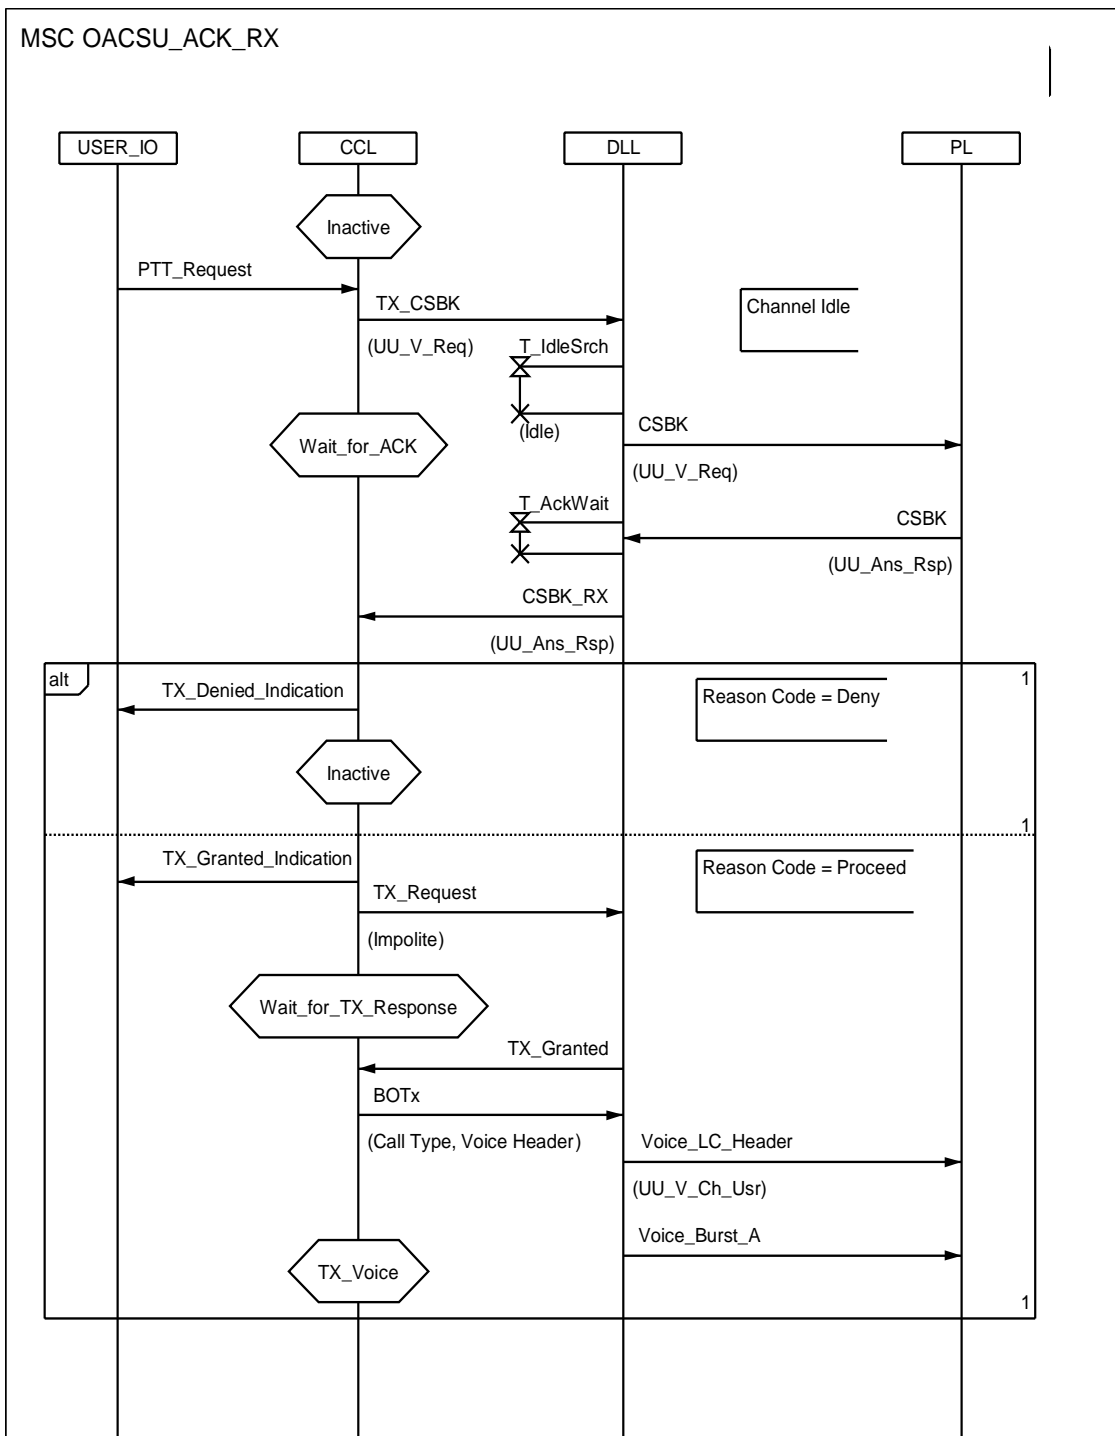 MSC OACSU_ACK_RX
USER_IO
CCL
DLL
PL
Inactive
PTT_Request
TX_CSBK
(UU_V_Req)
Channel Idle
T_IdleSrch
(Idle)
Wait_for_ACK
CSBK
(UU_V_Req)
T_AckWait
CSBK
(UU_Ans_Rsp)
CSBK_RX
(UU_Ans_Rsp)
alt
1
TX_Denied_Indication
Reason Code = Deny
Inactive
1
TX_Granted_Indication
Reason Code = Proceed
TX_Request
(Impolite)
Wait_for_TX_Response
TX_Granted
BOTx
(Call Type, Voice Header)
Voice_LC_Header
(UU_V_Ch_Usr)
Voice_Burst_A
TX_Voice
1